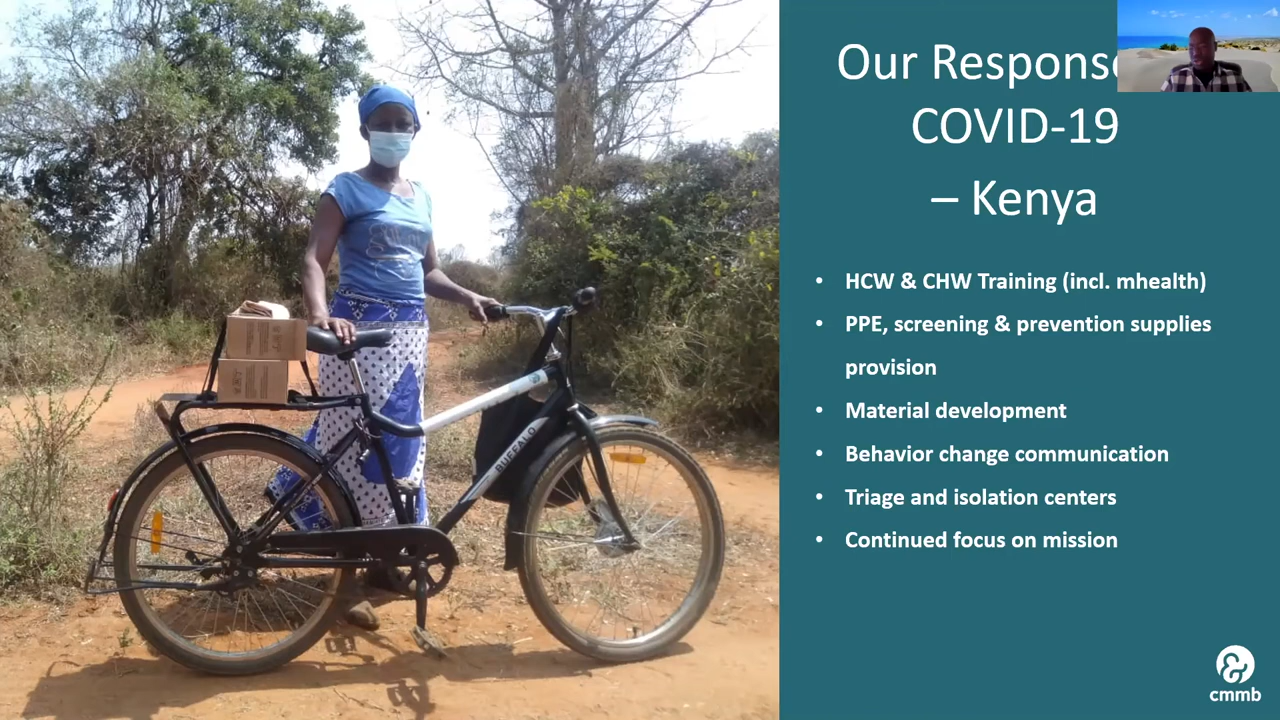 Our Response
COVID-19
– Kenya
• HCW & CHW Training (incl. mhealth)
• PPE, screening & prevention supplies
provision
• Material development
• Behavior change communication
• Triage and isolation centers
• Continued focus on mission
BUFFALO
cmmb